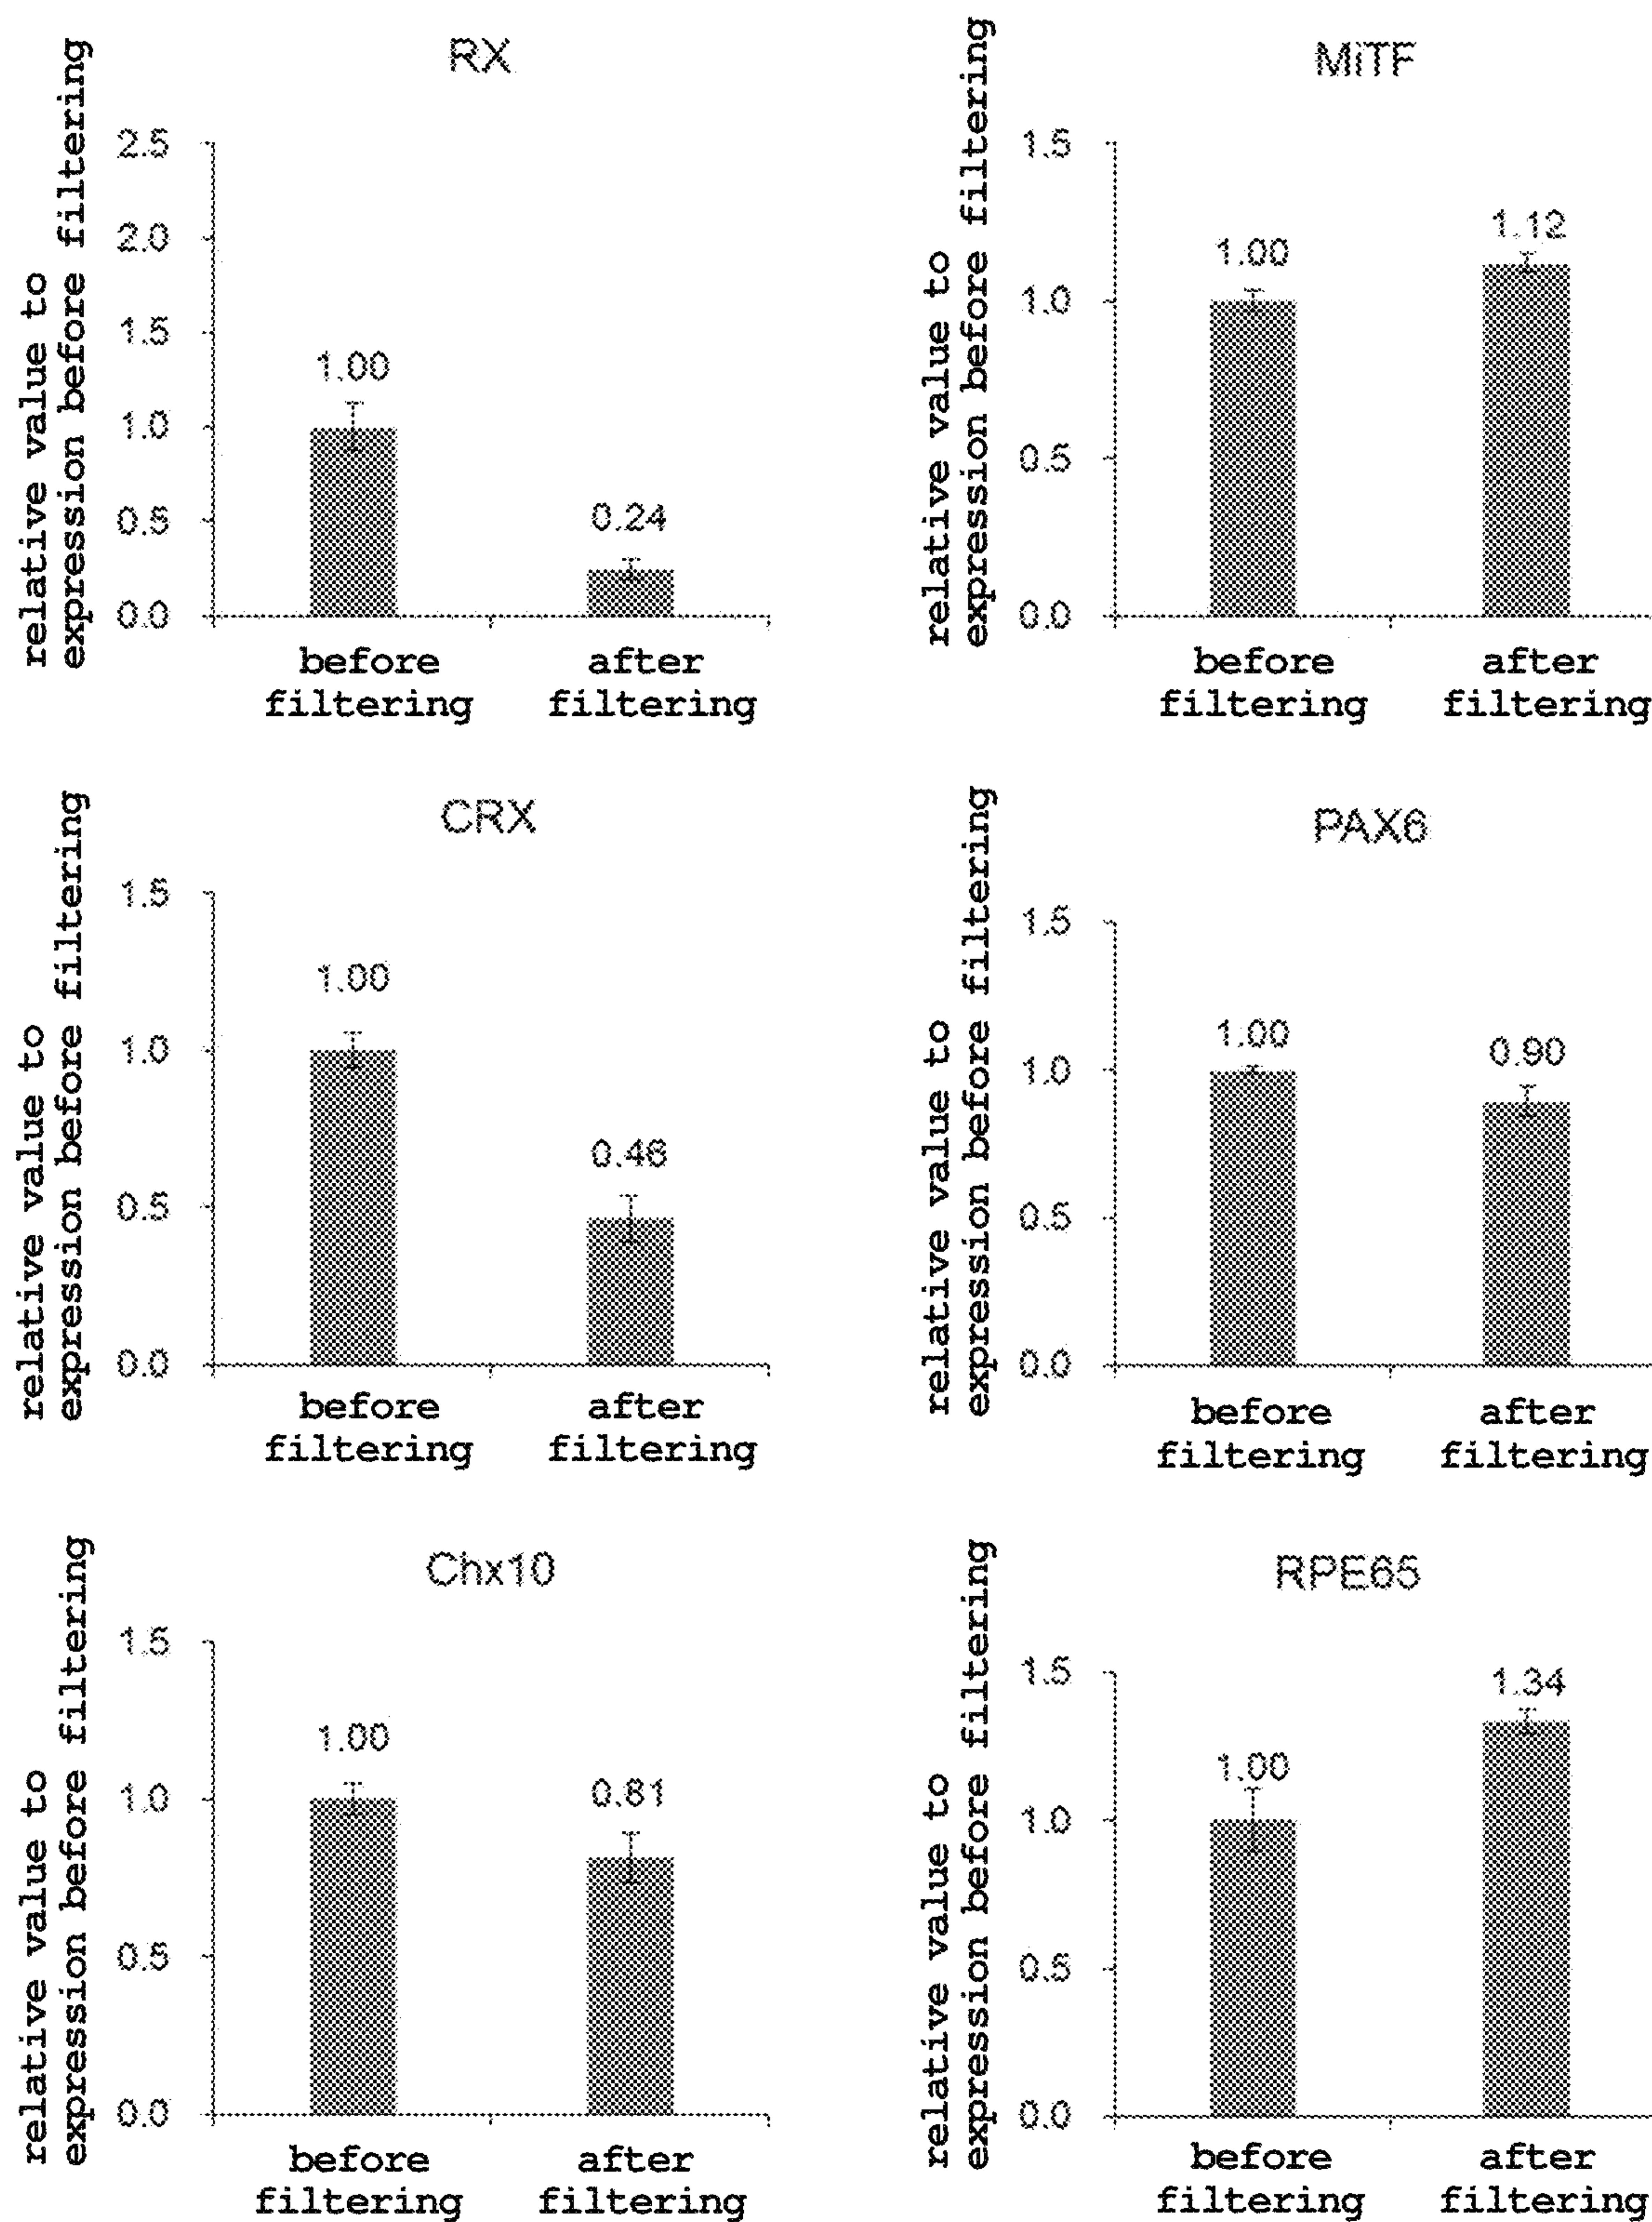 RX
relative value to
expression before filtering
2.5
2.0
1.5
1.0
0.5
0.0
1.00
0.24
before
filtering
after
filtering
MiTF
relative value to
expression before filtering
1.5
1.0
0.5
0.0
1.00
1.12
before
filtering
after
filtering
CRX
relative value to
expression before filtering
1.5
1.0
0.5
0.0
1.00
0.46
before
filtering
after
filtering
PAX6
relative value to
expression before filtering
1.5
1.0
0.5
0.0
1.00
0.90
before
filtering
after
filtering
Chx10
relative value to
expression before filtering
1.5
1.0
0.5
0.0
1.00
0.81
before
filtering
after
filtering
RPE65
relative value to
expression before filtering
1.5
1.0
0.5
0.0
1.00
1.34
before
filtering
after
filtering